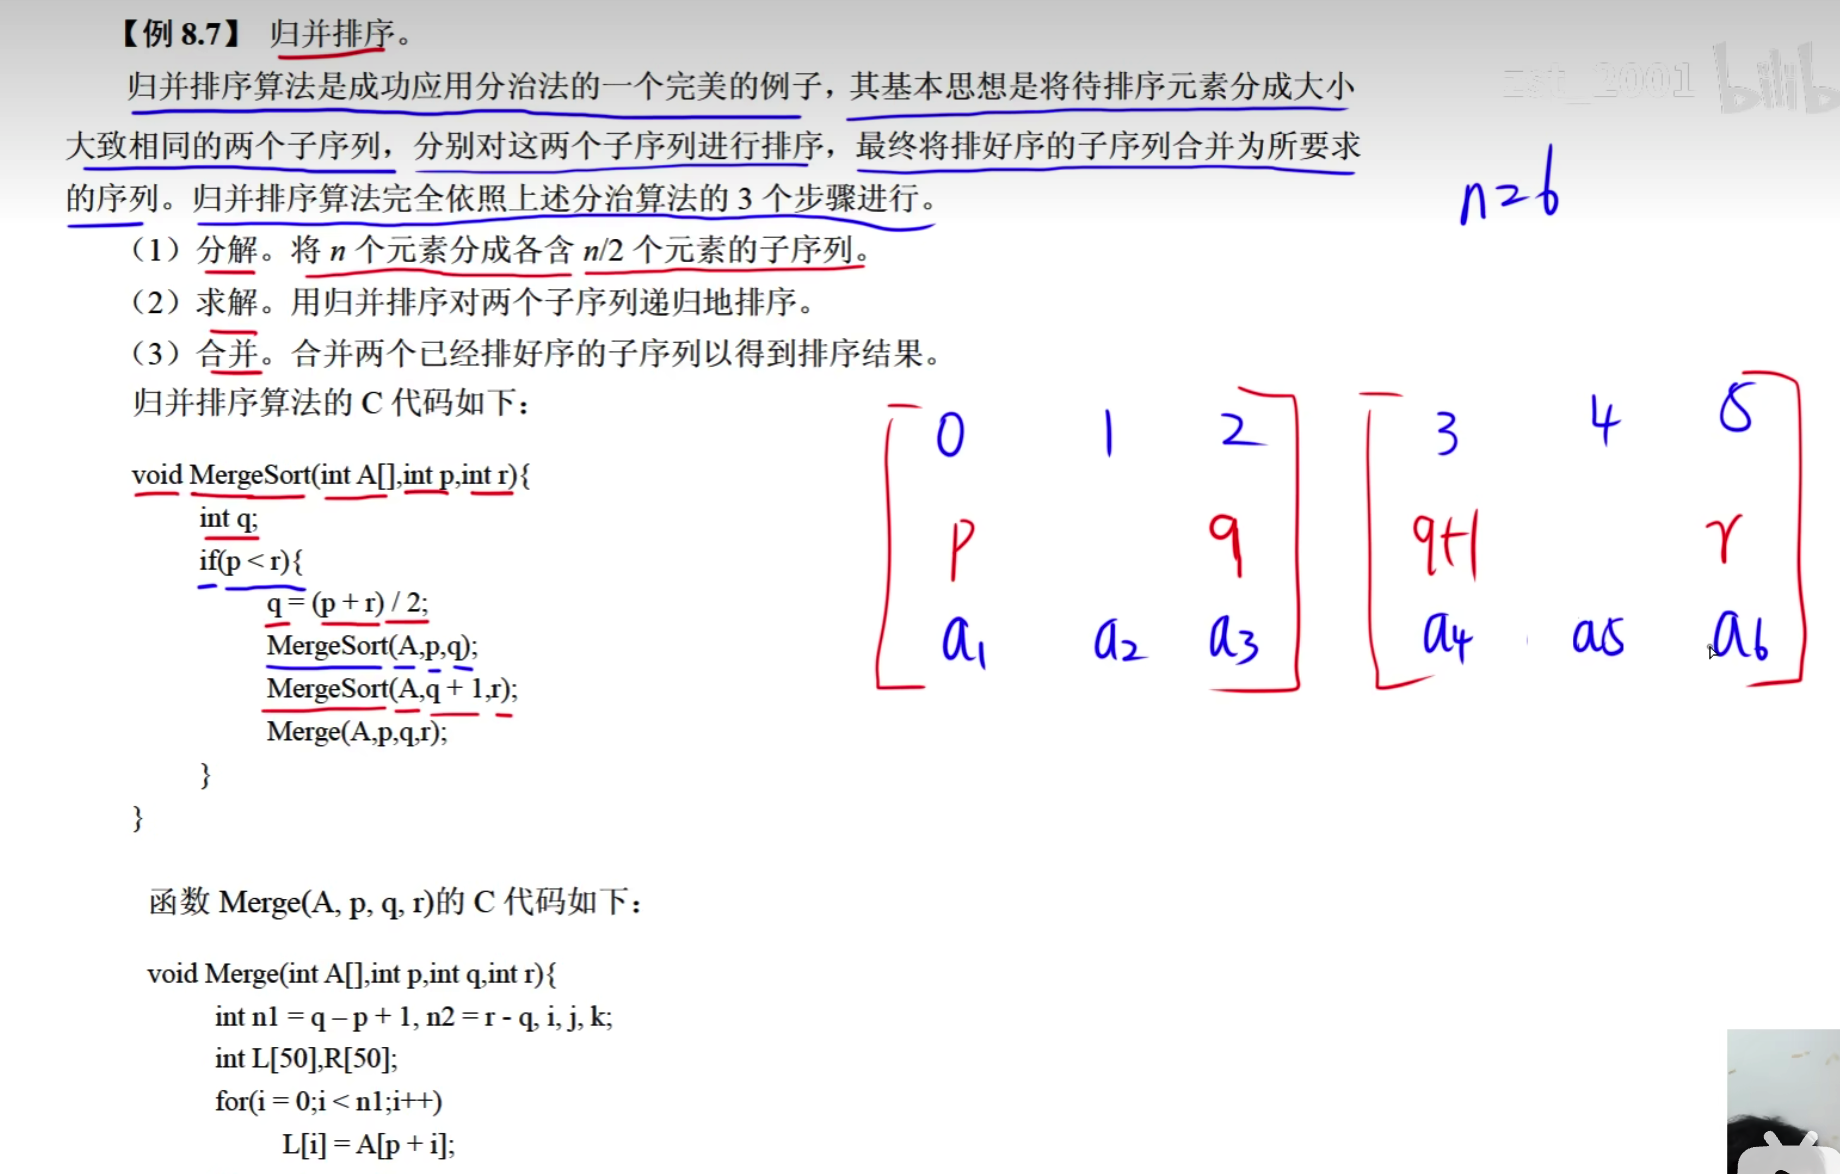 【例 8.7】 归并排序。
归并排序算法是成功应用分治法的一个完美的例子，其基本思想是将待排序元素分成大小
大致相同的两个子序列，分别对这两个子序列进行排序，最终将排好序的子序列合并为所要求
的序列。归并排序算法完全依照上述分治算法的 3 个步骤进行。
（1）分解。将 n 个元素分成各含 n/2 个元素的子序列。
（2）求解。用归并排序对两个子序列递归地排序。
（3）合并。合并两个已经排好序的子序列以得到排序结果。
归并排序算法的 C 代码如下：
void MergeSort(int A[],int p,int r){
int q;
if(p < r){
q = (p + r) / 2;
MergeSort(A,p,q);
MergeSort(A,q + 1,r);
Merge(A,p,q,r);
}
}
函数 Merge(A, p, q, r)的 C 代码如下：
void Merge(int A[],int p,int q,int r){
int n1 = q – p + 1, n2 = r - q, i, j, k;
int L[50],R[50];
for(i = 0;i < n1;i++)
L[i] = A[p + i];
zst_2001 bilib
n=6
0 1 2 3 4 5
p q q+1 r
a1 a2 a3 a4 a5 a6